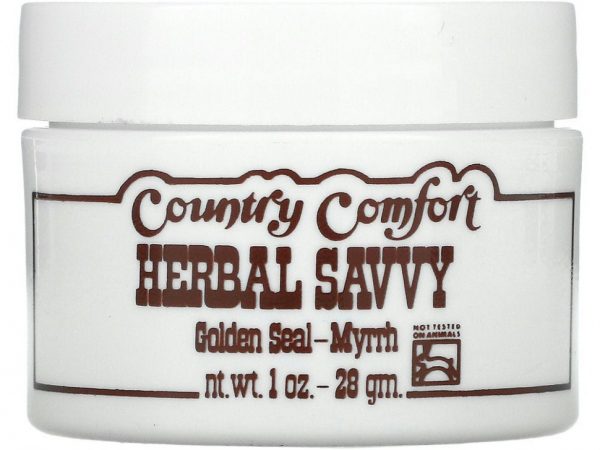 Country Comfort
HERBAL SAVVY
Golden Seal-Myrrh
NOT TESTED
ON ANIMALS
nt. wt. 1 oz. - 28 gm.